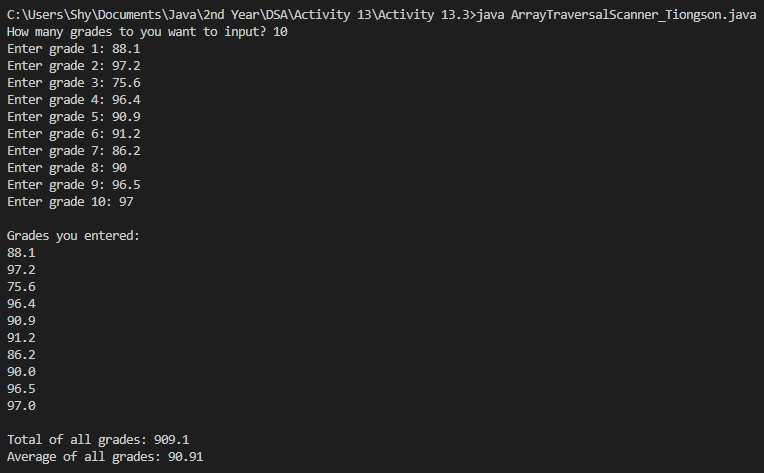 C:\Users\Shy\Documents\Java\2nd Year\DSA\Activity 13\Activity 13.3>java ArrayTraversalScanner_Tiongson.java
How many grades to you want to input? 10
Enter grade 1: 88.1
Enter grade 2: 97.2
Enter grade 3: 75.6
Enter grade 4: 96.4
Enter grade 5: 90.9
Enter grade 6: 91.2
Enter grade 7: 86.2
Enter grade 8: 90
Enter grade 9: 96.5
Enter grade 10: 97
Grades you entered:
88.1
97.2
75.6
96.4
90.9
91.2
86.2
90.0
96.5
97.0
Total of all grades: 909.1
Average of all grades: 90.91